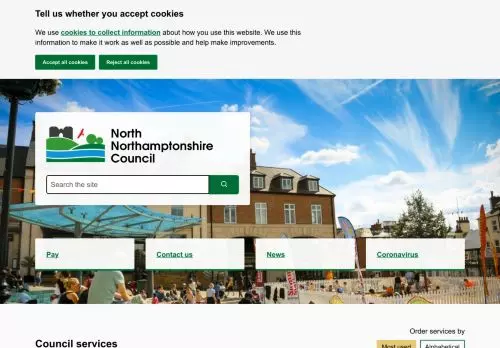 Tell us whether you accept cookies
We use cookies to collect information about how you use this website. We use this
information to make it work as well as possible and help make improvements.
Accept all cookies
Reject all cookies
North
Northamptonshire
Council
Search the site
Pay
Contact us
News
Coronavirus
Order services by
Council services
Most used
Alphabetical